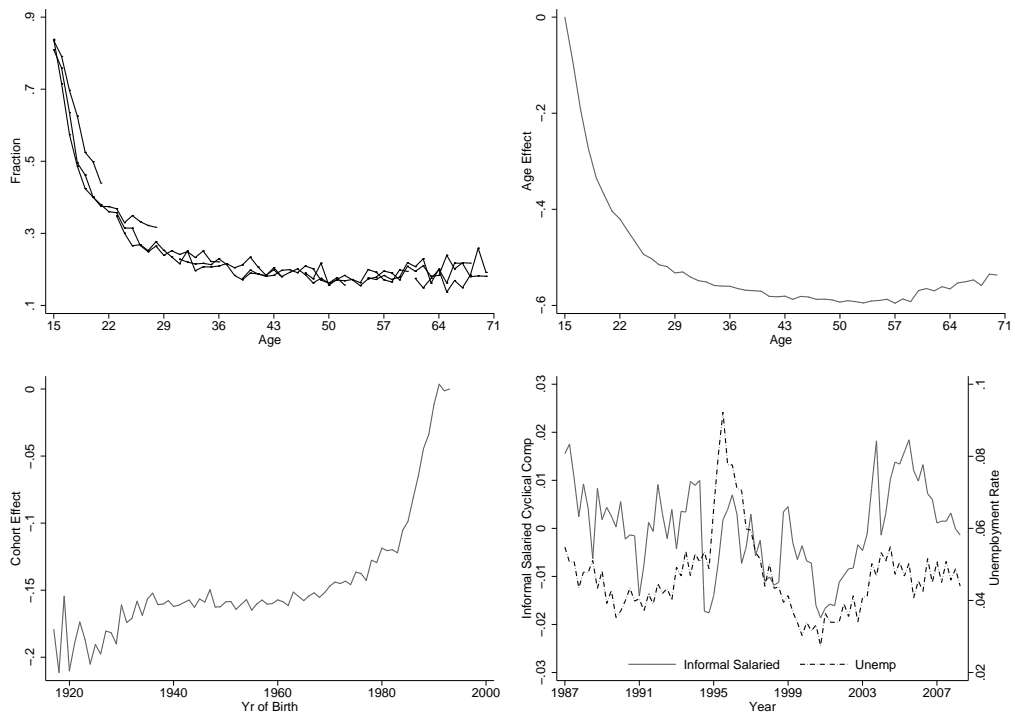 .9
.7
.5
.3
.1
Fraction
15 22 29 36 43 50 57 64 71
Age
0
-.2
-.4
-.6
Age Effect
15 22 29 36 43 50 57 64 71
Age
0
-.05
-.1
-.15
-.2
Cohort Effect
1920 1940 1960 1980 2000
Yr of Birth
.03
.02
.01
0
-.01
-.02
-.03
Informal Salaried Cyclical Comp
.1
.08
.06
.04
.02
Unemployment Rate
Informal Salaried Unemp
1987 1991 1995 1999 2003 2007
Year